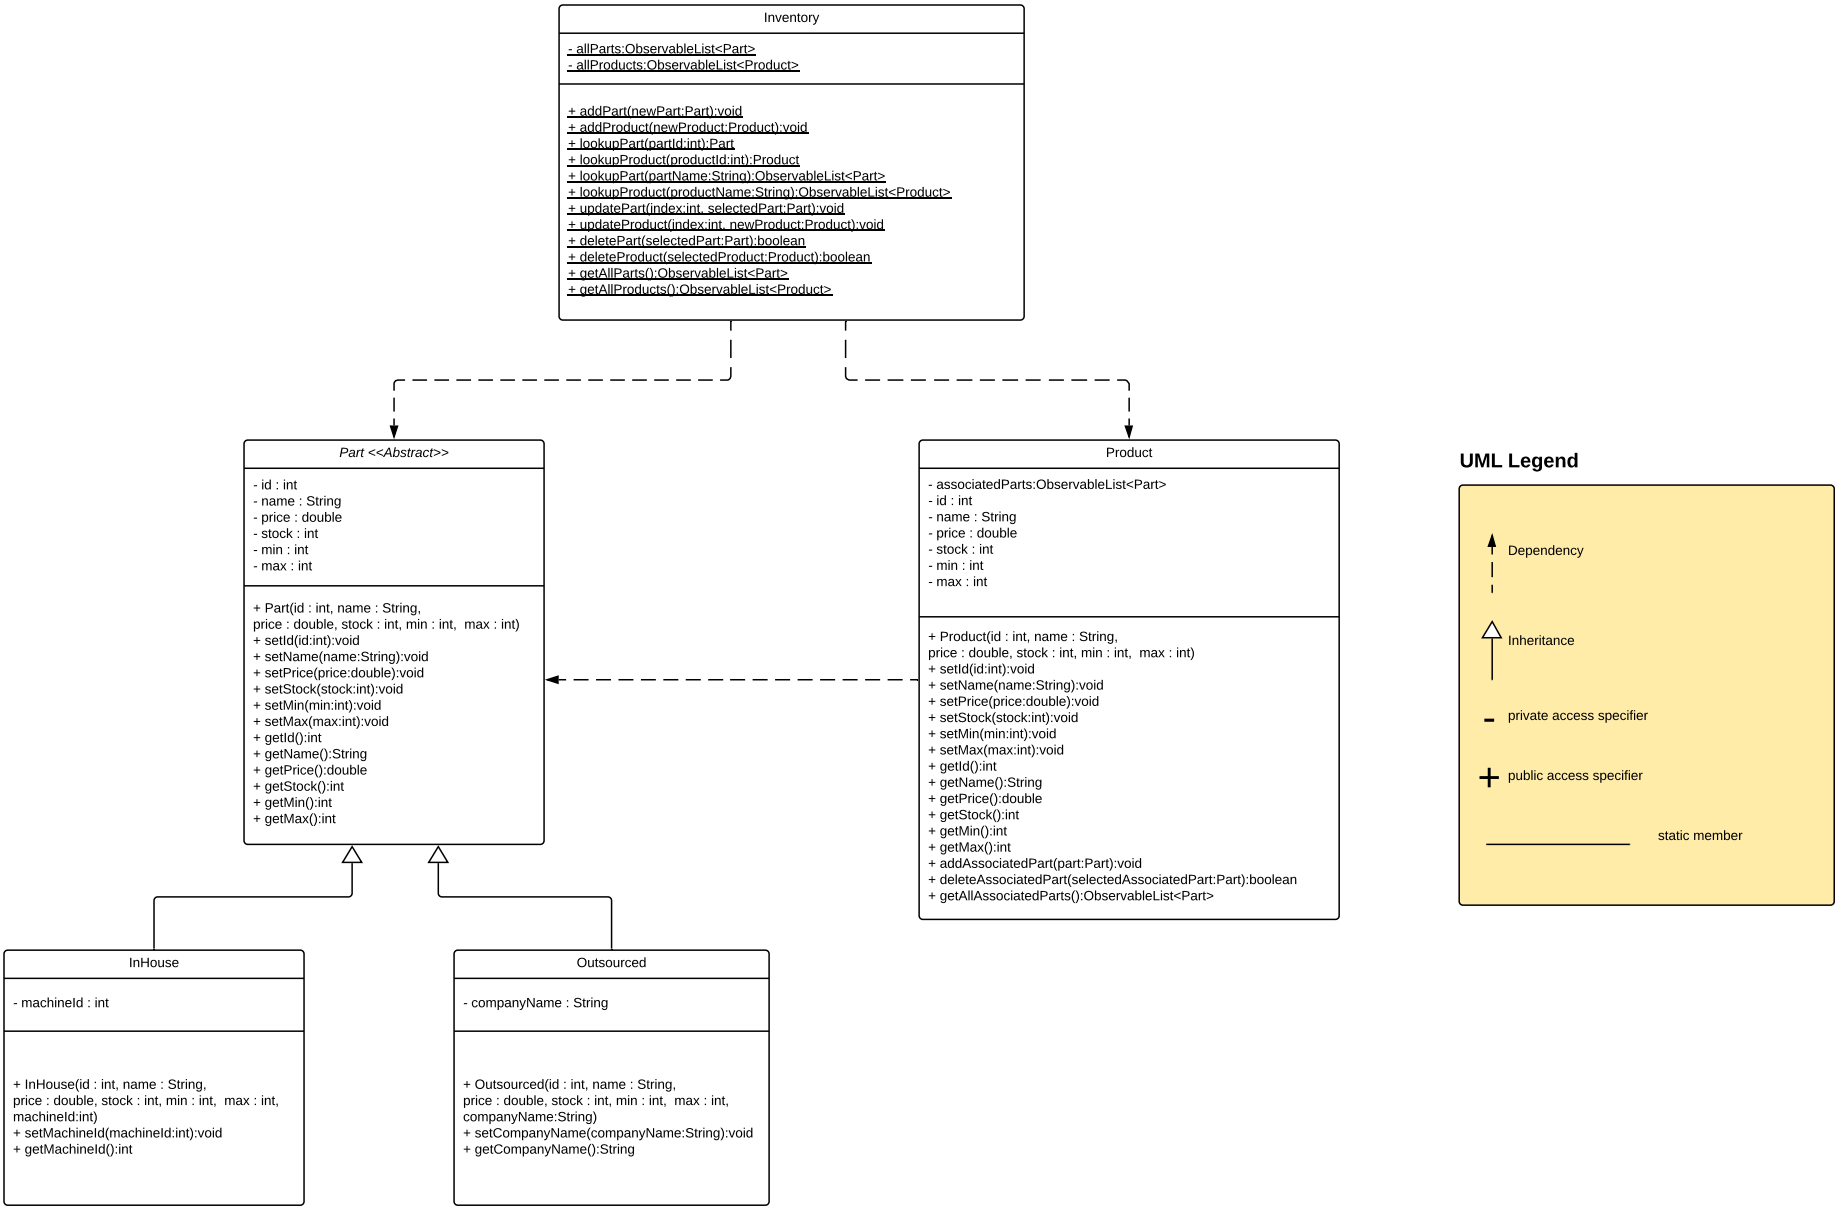 Inventory
- allParts:ObservableList<Part>
- allProducts:ObservableList<Product>
+ addPart(newPart:Part):void
+ addProduct(newProduct:Product):void
+ lookupPart(partId:int):Part
+ lookupProduct(productId:int):Product
+ lookupPart(partName:String):ObservableList<Part>
+ lookupProduct(productName:String):ObservableList<Product>
+ updatePart(index:int, selectedPart:Part):void
+ updateProduct(index:int, newProduct:Product):void
+ deletePart(selectedPart:Part):boolean
+ deleteProduct(selectedProduct:Product):boolean
+ getAllParts():ObservableList<Part>
+ getAllProducts():ObservableList<Product>
Part <<Abstract>>
- id : int
- name : String
- price : double
- stock : int
- min : int
- max : int
+ Part(id : int, name : String,
price : double, stock : int, min : int,  max : int)
+ setId(id:int):void
+ setName(name:String):void
+ setPrice(price:double):void
+ setStock(stock:int):void
+ setMin(min:int):void
+ setMax(max:int):void
+ getId():int
+ getName():String
+ getPrice():double
+ getStock():int
+ getMin():int
+ getMax():int
Product
- associatedParts:ObservableList<Part>
- id : int
- name : String
- price : double
- stock : int
- min : int
- max : int
+ Product(id : int, name : String,
price : double, stock : int, min : int,  max : int)
+ setId(id:int):void
+ setName(name:String):void
+ setPrice(price:double):void
+ setStock(stock:int):void
+ setMin(min:int):void
+ setMax(max:int):void
+ getId():int
+ getName():String
+ getPrice():double
+ getStock():int
+ getMin():int
+ getMax():int
+ addAssociatedPart(part:Part):void
+ deleteAssociatedPart(selectedAssociatedPart:Part):boolean
+ getAllAssociatedParts():ObservableList<Part>
UML Legend
Dependency
Inheritance
- private access specifier
+ public access specifier
static member
InHouse
- machineId : int
+ InHouse(id : int, name : String,
price : double, stock : int, min : int,  max : int,
machineId:int)
+ setMachineId(machineId:int):void
+ getMachineId():int
Outsourced
- companyName : String
+ Outsourced(id : int, name : String,
price : double, stock : int, min : int,  max : int,
companyName:String)
+ setCompanyName(companyName:String):void
+ getCompanyName():String